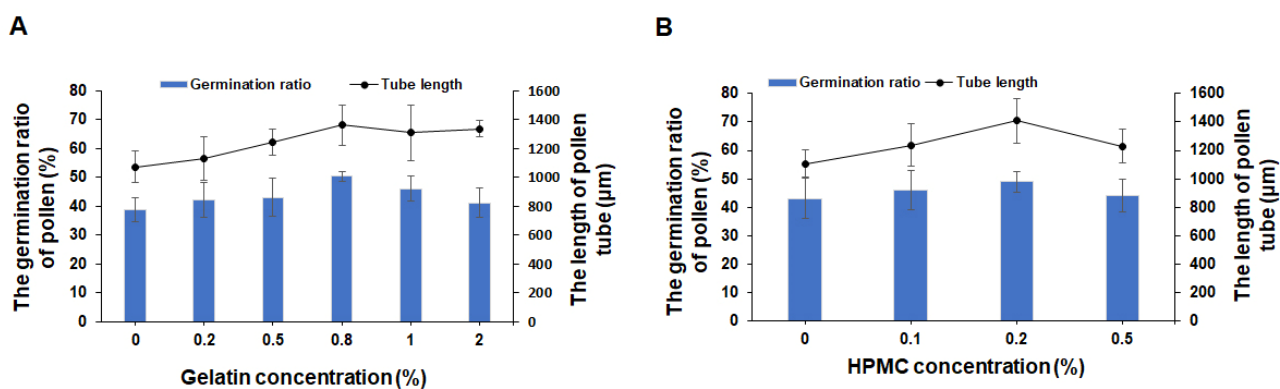 A
Germination ratio
Tube length
The germination ratio
of pollen (%)
80
70
60
50
40
30
20
10
0
1600
1400
1200
1000
800
600
400
200
0
The length of pollen
tube (μm)
0 0.2 0.5 0.8 1 2
Gelatin concentration (%)
B
Germination ratio
Tube length
The germination ratio
of pollen (%)
80
70
60
50
40
30
20
10
0
1600
1400
1200
1000
800
600
400
200
0
The length of pollen
tube (μm)
0 0.1 0.2 0.5
HPMC concentration (%)